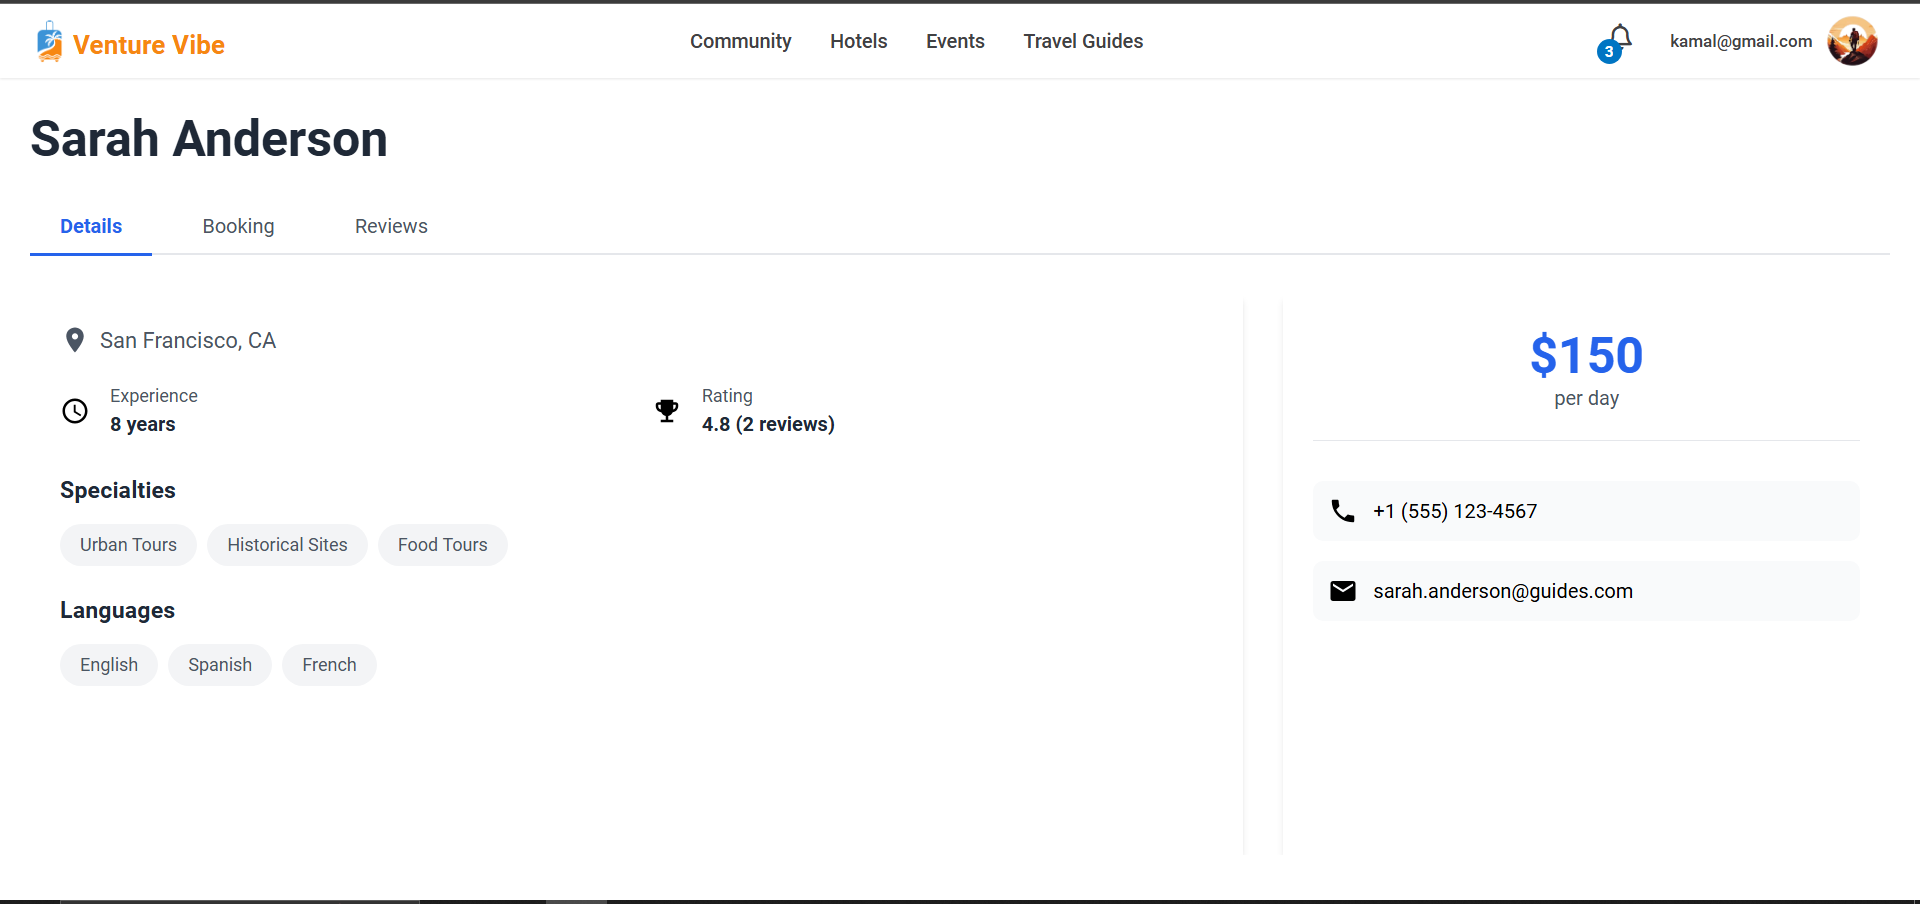 Venture Vibe
Community Hotels Events Travel Guides
3
kamal@gmail.com
Sarah Anderson
Details Booking Reviews
San Francisco, CA
Experience
8 years
Rating
4.8 (2 reviews)
Specialties
Urban Tours Historical Sites Food Tours
Languages
English Spanish French
$150
per day
+1 (555) 123-4567
sarah.anderson@guides.com